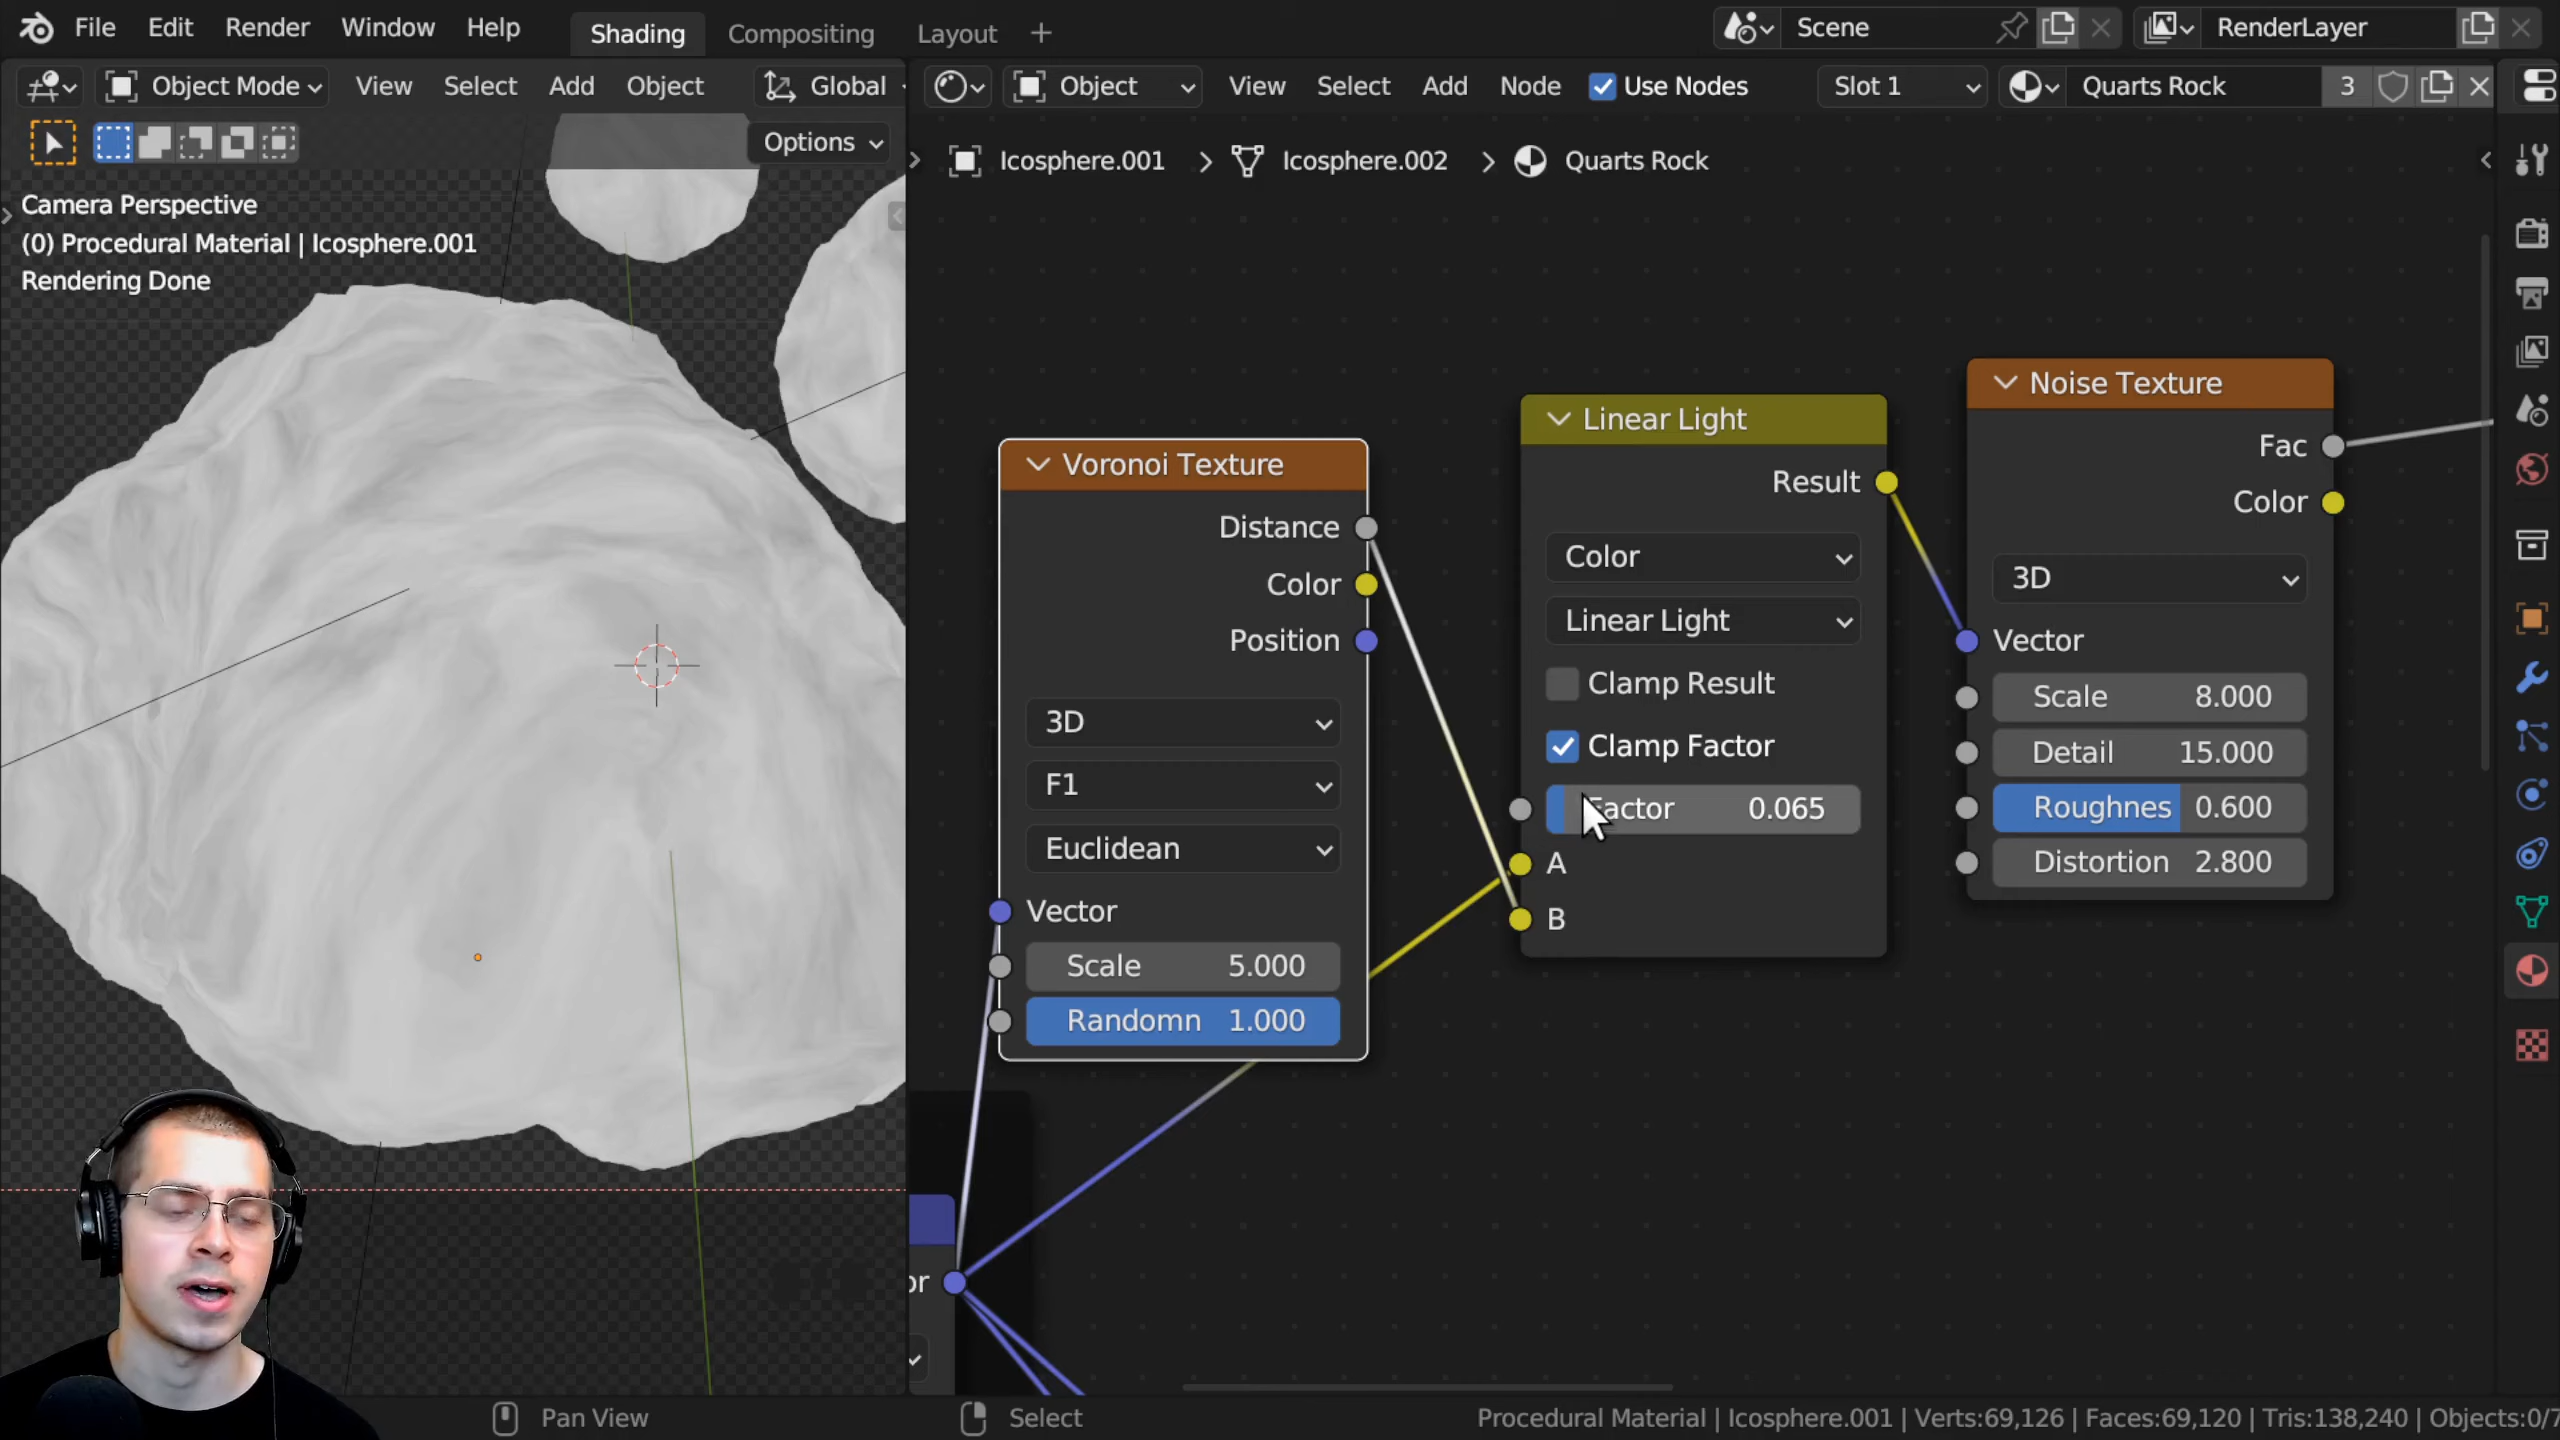 File Edit Render Window Help Shading Compositing Layout + Scene RenderLayer
Object Mode View Select Add Object Global
Object View Select Add Node Use Nodes Slot 1 Quarts Rock 3
Options
Icosphere.001 > Icosphere.002 > Quarts Rock
Camera Perspective
(0) Procedural Material | Icosphere.001
Rendering Done
Voronoi Texture
Distance
Color
Position
3D
F1
Euclidean
Vector
Scale 5.000
Randomn 1.000
Linear Light
Result
Color
Linear Light
Clamp Result
Clamp Factor
Factor 0.065
A
B
Noise Texture
Fac
Color
3D
Vector
Scale 8.000
Detail 15.000
Roughnes 0.600
Distortion 2.800
or
Pan View
Select
Procedural Material | Icosphere.001 | Verts:69,126 | Faces:69,120 | Tris:138,240 | Objects:0/7